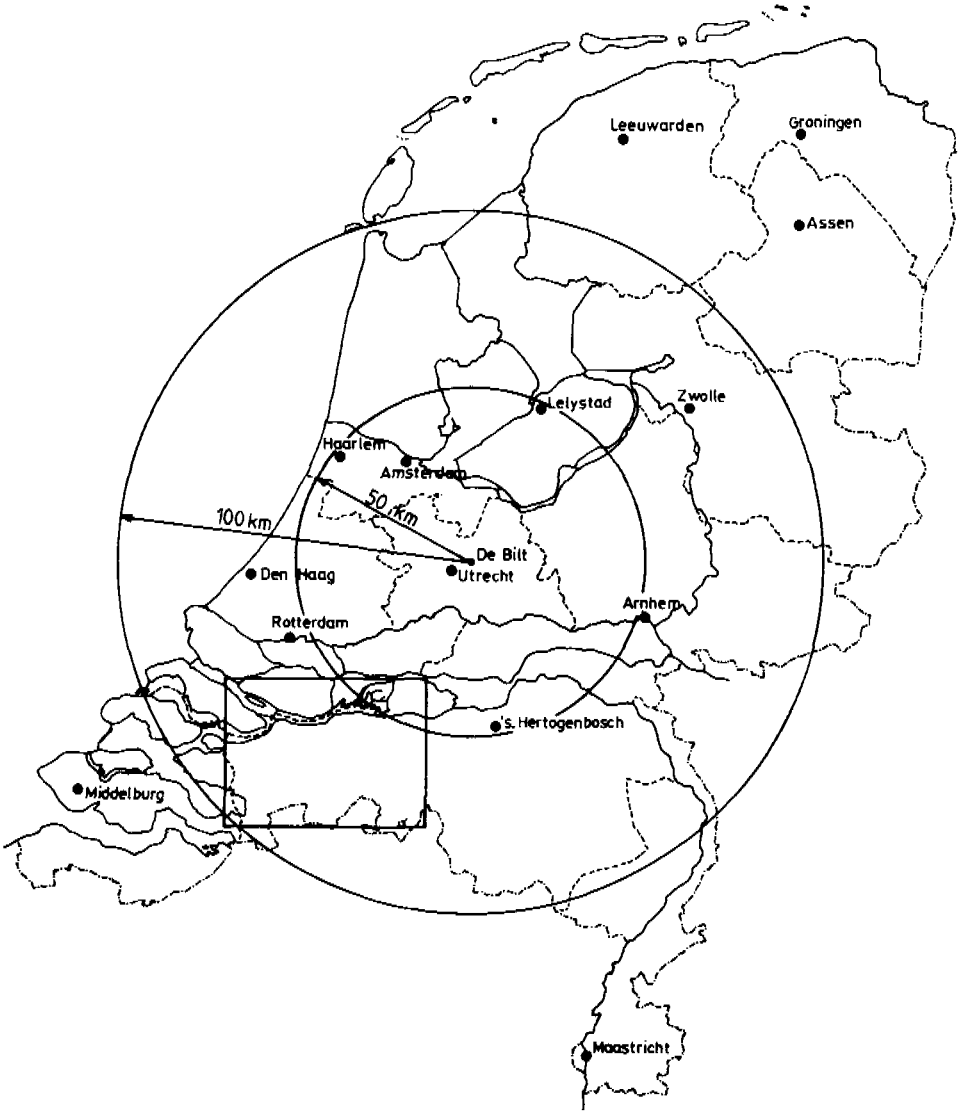 Leeuwarden
Groningen
Assen
Zwolle
Lelystad
Haarlem
Amsterdam
50 km
100 km
De Bilt
Utrecht
Den Haag
Arnhem
Rotterdam
's. Hertogenbosch
Middelburg
Maastricht